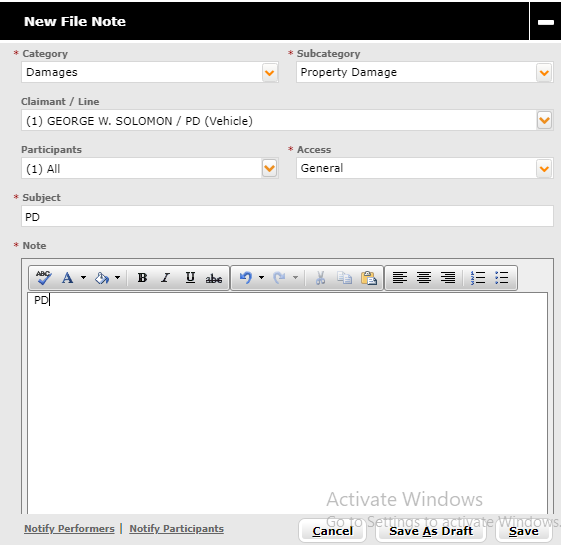 New File Note
* Category
* Subcategory
Damages
Property Damage
Claimant / Line
(1) GEORGE W. SOLOMON / PD (Vehicle)
Participants
* Access
(1) All
General
* Subject
PD
* Note
ABC A B I U abc
PD
Activate Windows
Go to Settings to activate Windows.
Notify Performers | Notify Participants
Cancel
Save As Draft
Save